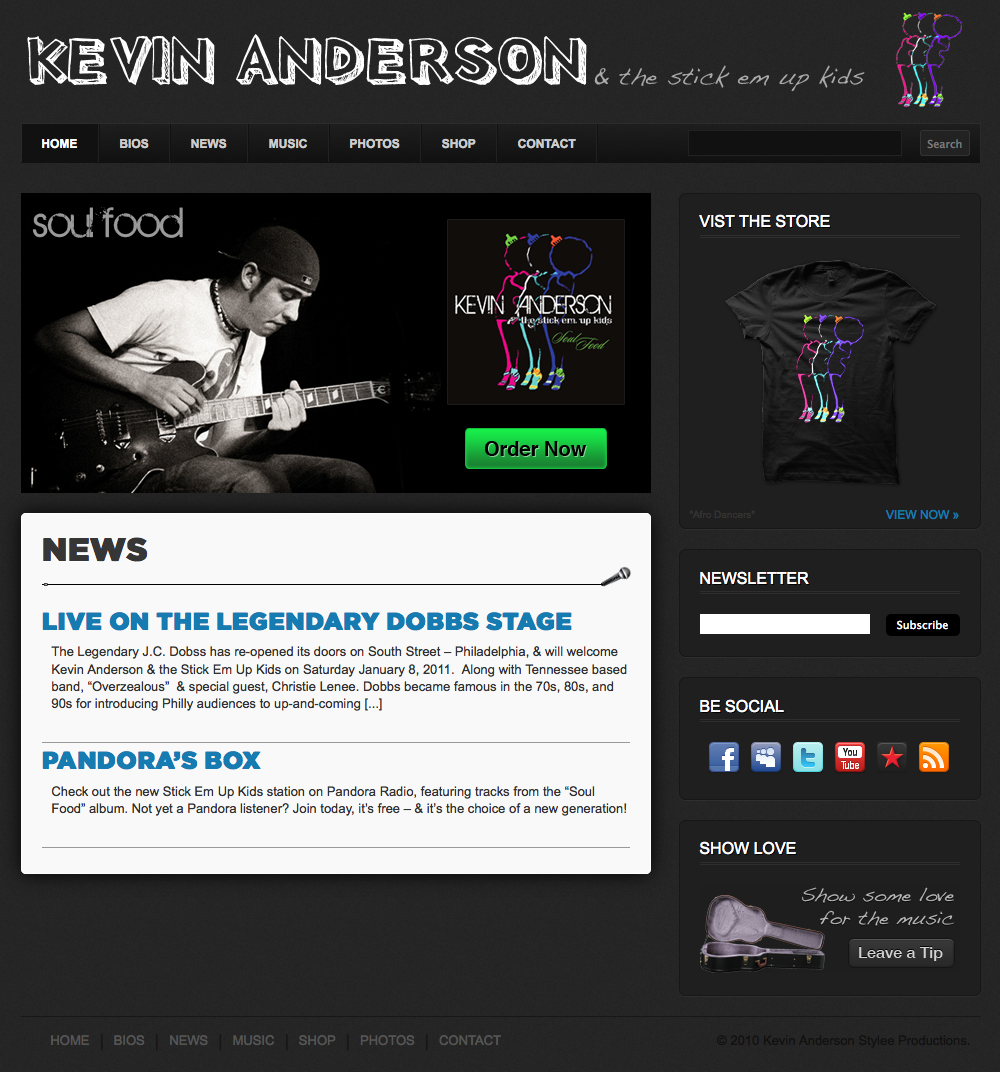 KEVIN ANDERSON & the stick em up kids
HOME BIOS NEWS MUSIC PHOTOS SHOP CONTACT Search
soul food
KEVIN ANDERSON
& the stick em up kids
Soul Food
Order Now
VIST THE STORE
"Afro Dancers" VIEW NOW »
NEWS
LIVE ON THE LEGENDARY DOBBS STAGE
The Legendary J.C. Dobss has re-opened its doors on South Street – Philadelphia, & will welcome
Kevin Anderson & the Stick Em Up Kids on Saturday January 8, 2011.  Along with Tennessee based
band, “Overzealous”  & special guest, Christie Lenee. Dobbs became famous in the 70s, 80s, and
90s for introducing Philly audiences to up-and-coming [...]
PANDORA’S BOX
Check out the new Stick Em Up Kids station on Pandora Radio, featuring tracks from the “Soul
Food” album. Not yet a Pandora listener? Join today, it’s free – & it’s the choice of a new generation!
NEWSLETTER
Subscribe
BE SOCIAL
You
Tube
SHOW LOVE
Show some love
for the music
Leave a Tip
HOME | BIOS | NEWS | MUSIC | SHOP | PHOTOS | CONTACT
© 2010 Kevin Anderson Stylee Productions.